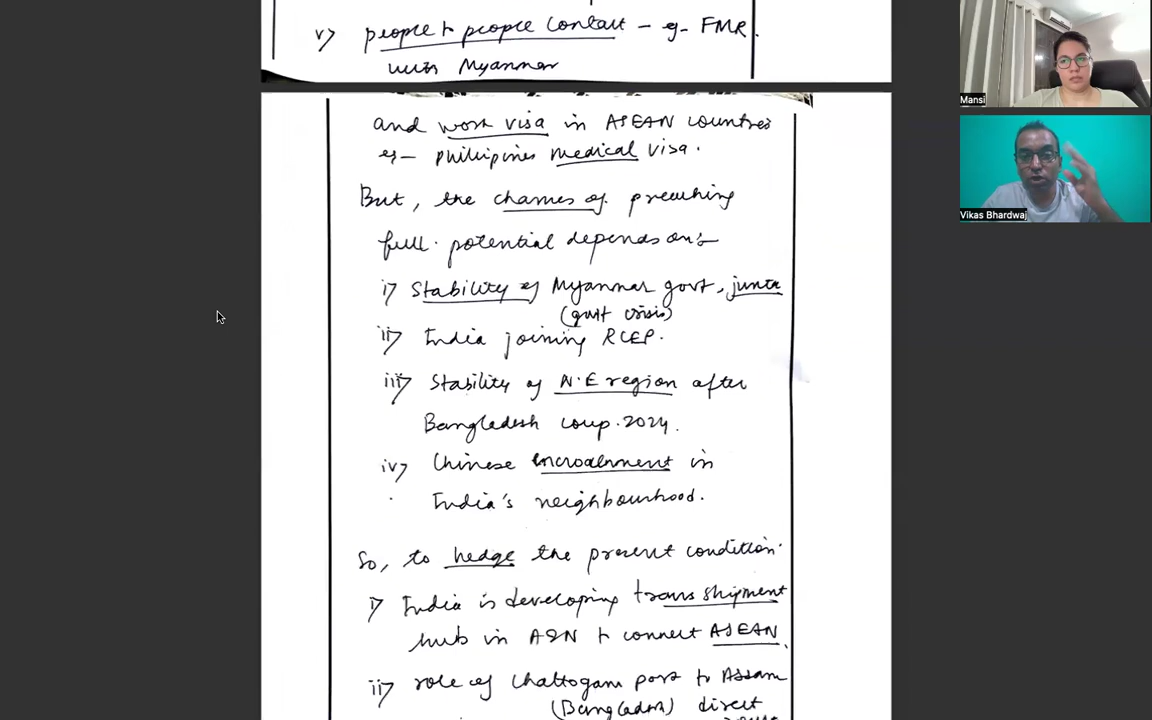 v) people to people contact - eg- FMR.
with Myanmar
and work visa in ASEAN countries
eg- philippines medical visa.
But, the chances of preaching
full. potential depends on:-
i) Stability of Myanmar govt, junta
ii) India joining RCEP.
iii) Stability of N.E region after
Bangladesh coup. 2024.
iv) Chinese encroachment in
India's neighbourhood.
So, to hedge the present condition.
i) India is developing trans shipment
hub in A&N to connect ASEAN.
ii) role of Chattogam port to Assam
(Bangladesh) direct
Mansi
Vikas Bhardwaj